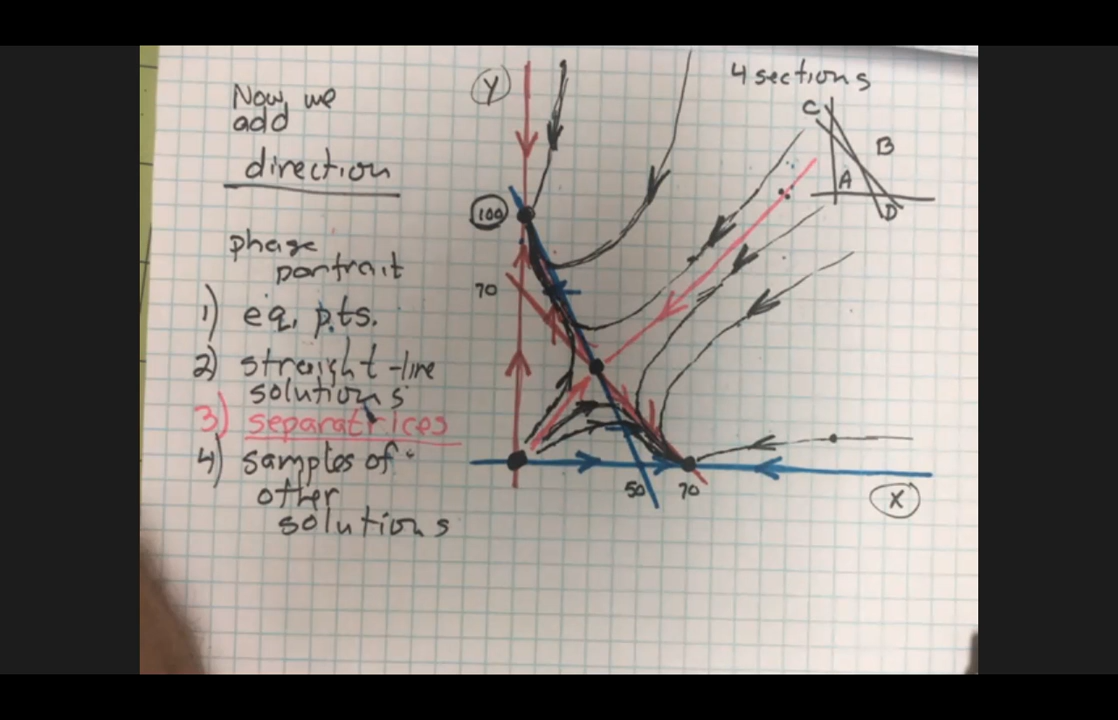 Now, we
add
direction
phase
portrait
1) eq. pts.
2) straight-line
solutions
3) separatrices
4) samples of
other
solutions
Y
100
70
50 70
X
4 sections
C
B
A
D